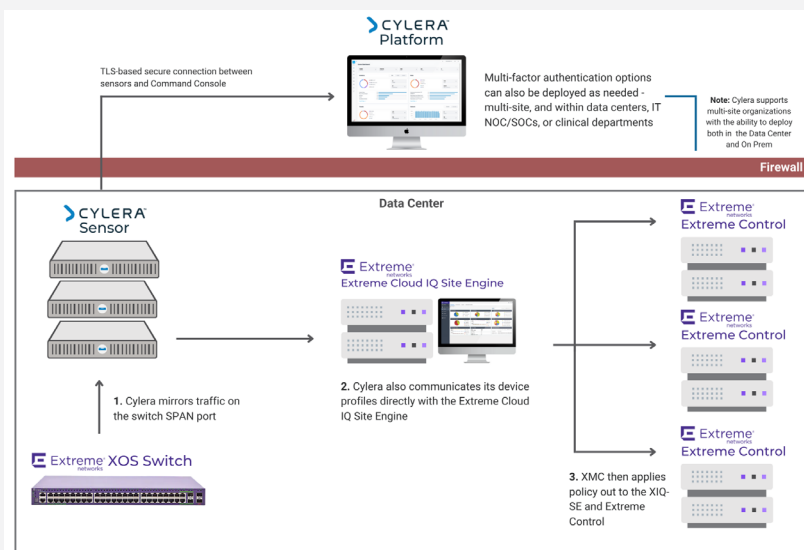 CYLERA
Platform
TLS-based secure connection between
sensors and Command Console
Multi-factor authentication options
can also be deployed as needed -
multi-site, and within data centers, IT
NOC/SOCs, or clinical departments
Note: Cylera supports
multi-site organizations
with the ability to deploy
both in the Data Center
and On Prem
Firewall
Data Center
CYLERA
Sensor
Extreme
networks
Extreme Cloud IQ Site Engine
Extreme
networks
Extreme Control
Extreme
networks
Extreme Control
Extreme
networks
Extreme Control
1. Cylera mirrors traffic on
the switch SPAN port
2. Cylera also communicates its device
profiles directly with the Extreme Cloud
IQ Site Engine
3. XMC then applies
policy out to the XIQ-
SE and Extreme
Control
Extreme XOS Switch
networks